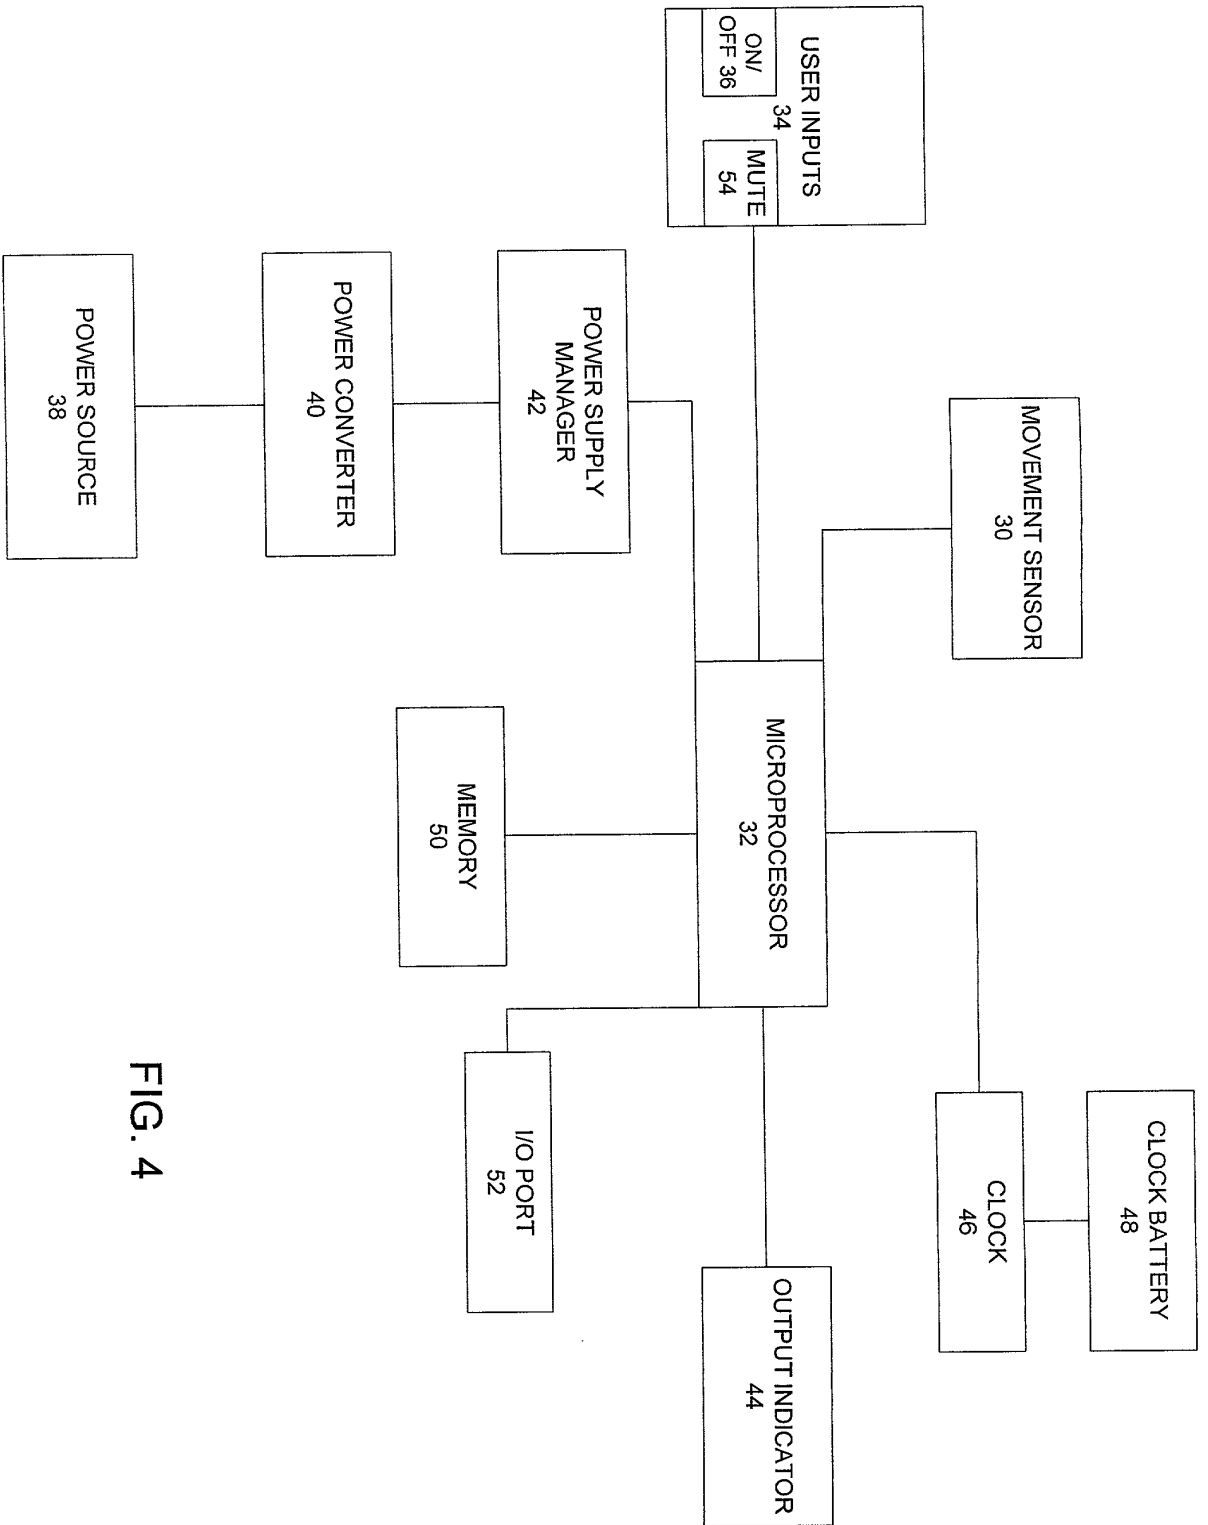 CLOCK BATTERY
48
MOVEMENT SENSOR
30
CLOCK
46
USER INPUTS
34
ON/
OFF 36
MUTE
54
MICROPROCESSOR
32
OUTPUT INDICATOR
44
POWER SUPPLY
MANAGER
42
I/O PORT
52
MEMORY
50
POWER CONVERTER
40
POWER SOURCE
38
FIG. 4